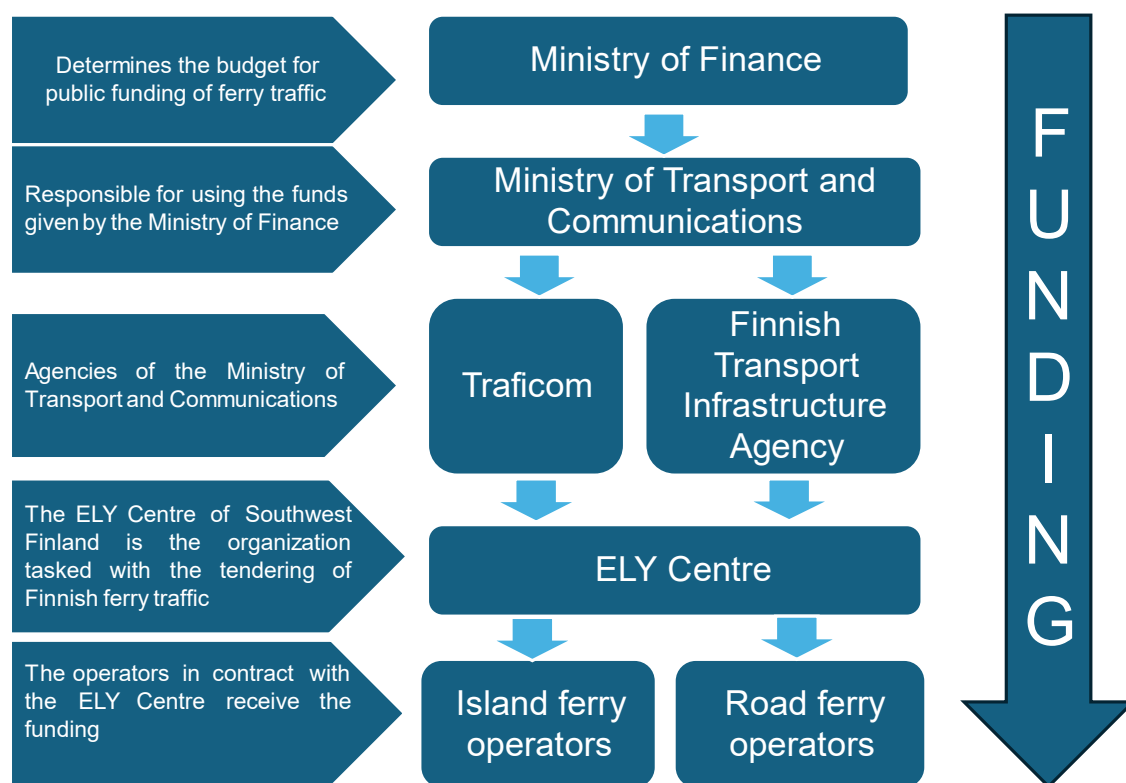 Determines the budget for
public funding of ferry traffic
Ministry of Finance
Responsible for using the funds
given by the Ministry of Finance
Ministry of Transport and
Communications
Agencies of the Ministry of
Transport and Communications
Traficom
Finnish
Transport
Infrastructure
Agency
The ELY Centre of Southwest
Finland is the organization
tasked with the tendering of
Finnish ferry traffic
ELY Centre
The operators in contract with
the ELY Centre receive the
funding
Island ferry
operators
Road ferry
operators
F
U
N
D
I
N
G